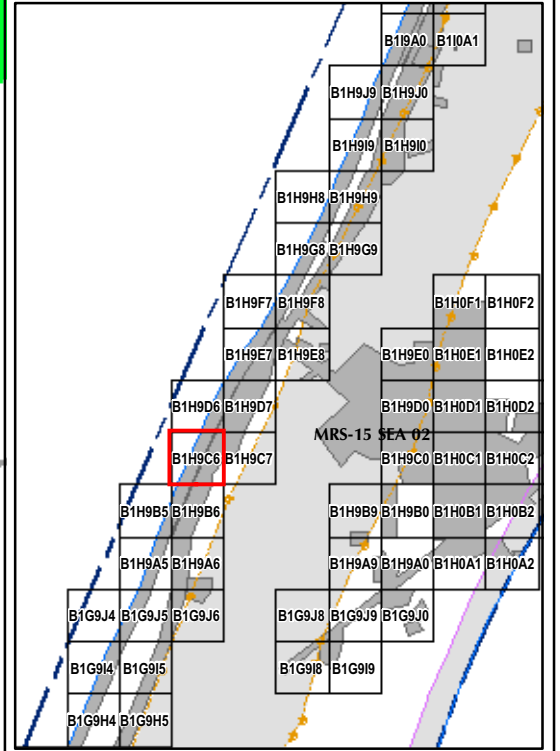 B1I9A0 B1I0A1
B1H9J9 B1H9J0
B1H9I9 B1H9I0
B1H9H8 B1H9H9
B1H9G8 B1H9G9
B1H9F7 B1H9F8 B1H0F1 B1H0F2
B1H9E7 B1H9E8 B1H9E0 B1H0E1 B1H0E2
B1H9D6 B1H9D7 B1H9D0 B1H0D1 B1H0D2
MRS-15 SEA 02
B1H9C6 B1H9C7 B1H9C0 B1H0C1 B1H0C2
B1H9B5 B1H9B6 B1H9B9 B1H9B0 B1H0B1 B1H0B2
B1H9A5 B1H9A6 B1H9A9 B1H9A0 B1H0A1 B1H0A2
B1G9J4 B1G9J5 B1G9J6 B1G9J8 B1G9J9 B1G9J0
B1G9I4 B1G9I5 B1G9I8 B1G9I9
B1G9H4 B1G9H5